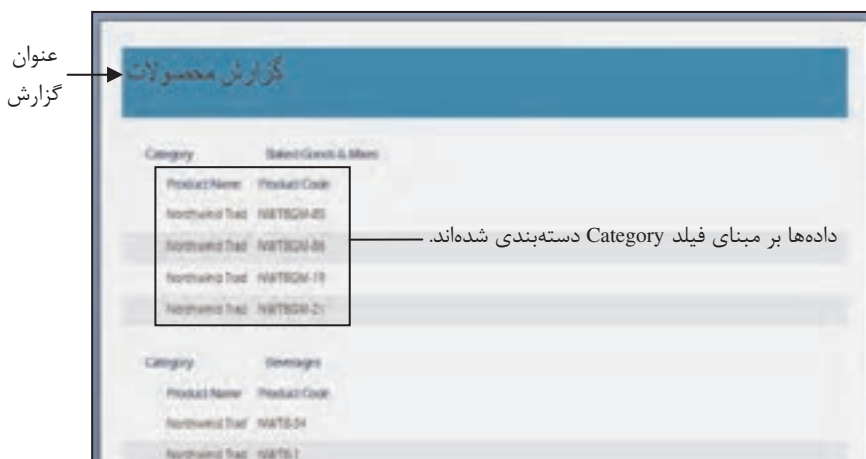 عنوان
گزارش
گزارش محصولات
Category Baked Goods & Mixes
Product Name Product Code
Northwind Trad NWTBGM-85
Northwind Trad NWTBGM-86
Northwind Trad NWTBGM-19
Northwind Trad NWTBGM-21
داده‌ها بر مبنای فیلد Category دسته‌بندی شده‌اند.
Category Beverages
Product Name Product Code
Northwind Trad NWTB-34
Northwind Trad NWTB-1